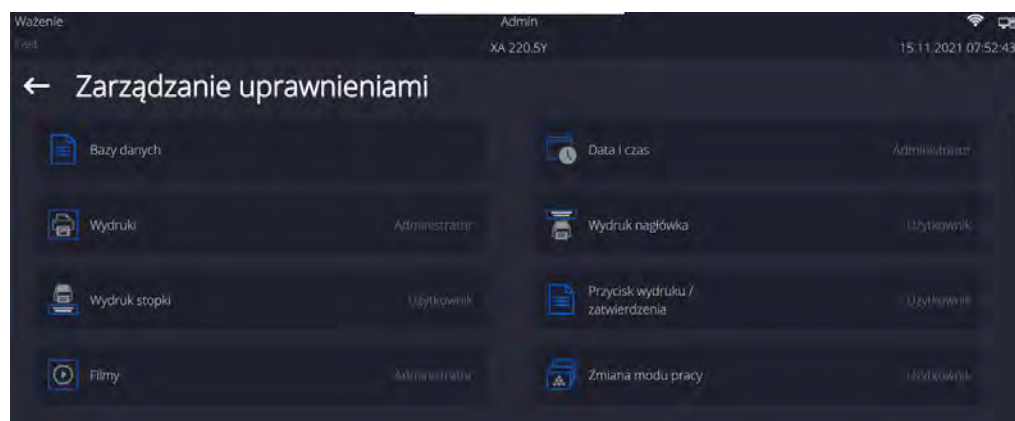 Ważenie
Admin
Fast
XA 220.5Y
15.11.2021 07:52:43
Zarządzanie uprawnieniami
Bazy danych
Data i czas
Administrator
Wydruki
Administrator
Wydruk nagłówka
Użytkownik
Wydruk stopki
Użytkownik
Przycisk wydruku /
zatwierdzenia
Użytkownik
Filmy
Administrator
Zmiana modu pracy
Użytkownik